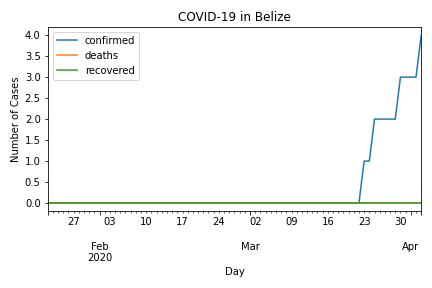 COVID-19 in Belize
confirmed
deaths
recovered
Number of Cases
4.0
3.5
3.0
2.5
2.0
1.5
1.0
0.5
0.0
27 03 10 17 24 02 09 16 23 30
Feb Mar Apr
2020
Day